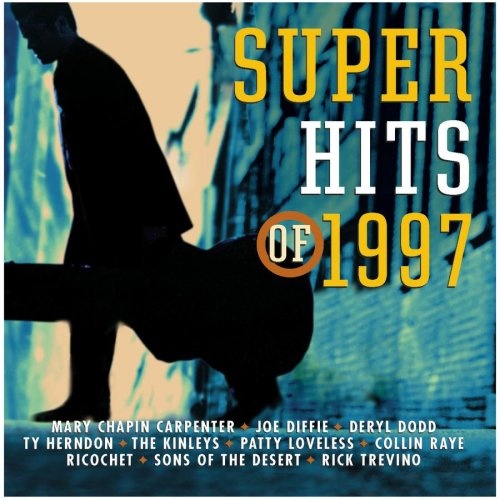 SUPER
HITS
OF 1997
MARY CHAPIN CARPENTER ✦ JOE DIFFIE ✦ DERYL DODD
TY HERNDON ✦ THE KINLEYS ✦ PATTY LOVELESS ✦ COLLIN RAYE
RICOCHET ✦ SONS OF THE DESERT ✦ RICK TREVINO